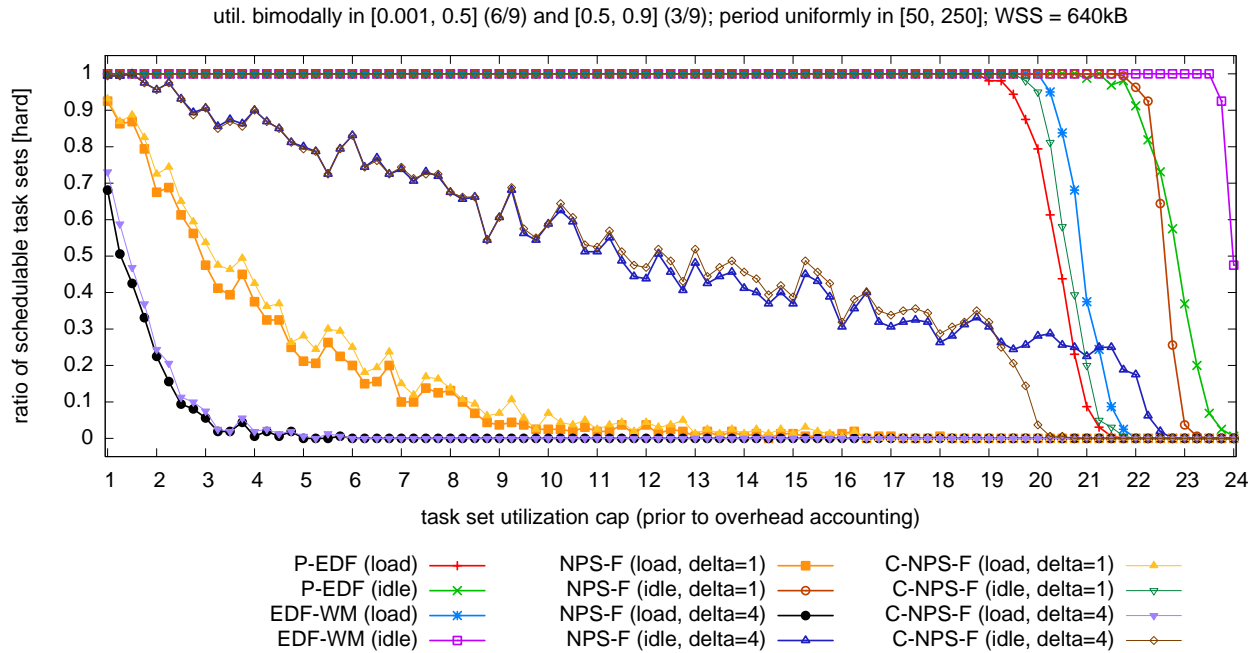 util. bimodally in [0.001, 0.5] (6/9) and [0.5, 0.9] (3/9); period uniformly in [50, 250]; WSS = 640kB
ratio of schedulable task sets [hard]
1
0.9
0.8
0.7
0.6
0.5
0.4
0.3
0.2
0.1
0
1 2 3 4 5 6 7 8 9 10 11 12 13 14 15 16 17 18 19 20 21 22 23 24
task set utilization cap (prior to overhead accounting)
P-EDF (load) NPS-F (load, delta=1) C-NPS-F (load, delta=1)
P-EDF (idle) NPS-F (idle, delta=1) C-NPS-F (idle, delta=1)
EDF-WM (load) NPS-F (load, delta=4) C-NPS-F (load, delta=4)
EDF-WM (idle) NPS-F (idle, delta=4) C-NPS-F (idle, delta=4)